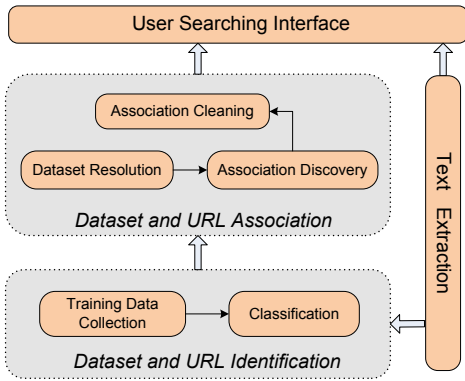 User Searching Interface
Association Cleaning
Dataset Resolution
Association Discovery
Dataset and URL Association
Text Extraction
Training Data
Collection
Classification
Dataset and URL Identification